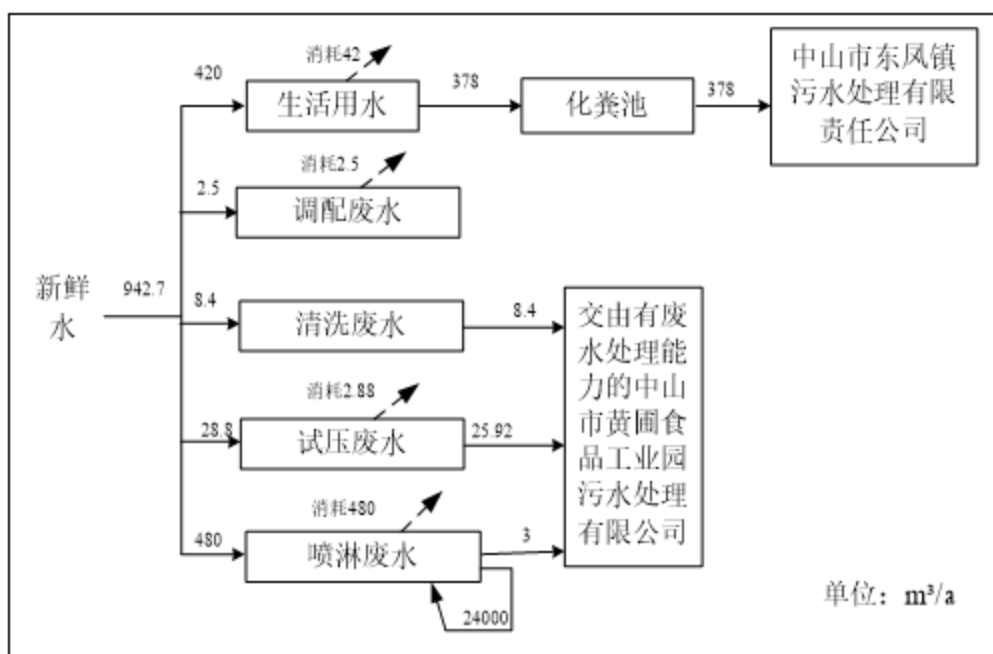 消耗42
420
生活用水
378
化粪池
378
中山市东凤镇
污水处理有限
责任公司
消耗2.5
2.5
调配废水
新鲜
水
942.7
8.4
清洗废水
8.4
消耗2.88
28.8
试压废水
25.92
消耗480
480
喷淋废水
3
24000
交由有废
水处理能
力的中山
市黄圃食
品工业园
污水处理
有限公司
单位：m³/a